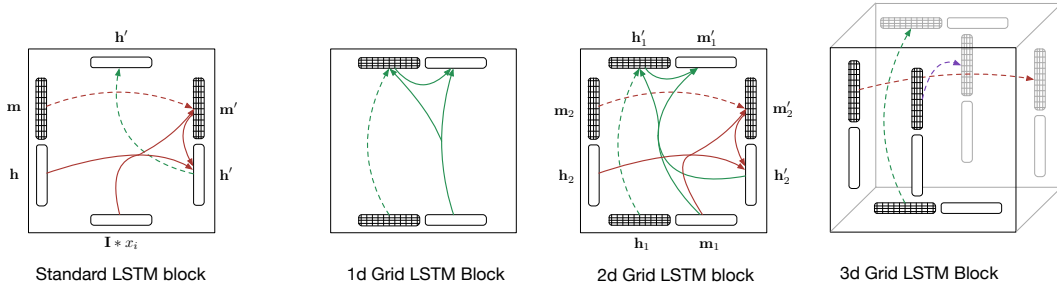 h′
m
m′
h
h′
I ∗ xᵢ
Standard LSTM block
1d Grid LSTM Block
h′₁ m′₁
m₂
m′₂
h₂
h′₂
h₁ m₁
2d Grid LSTM block
3d Grid LSTM Block